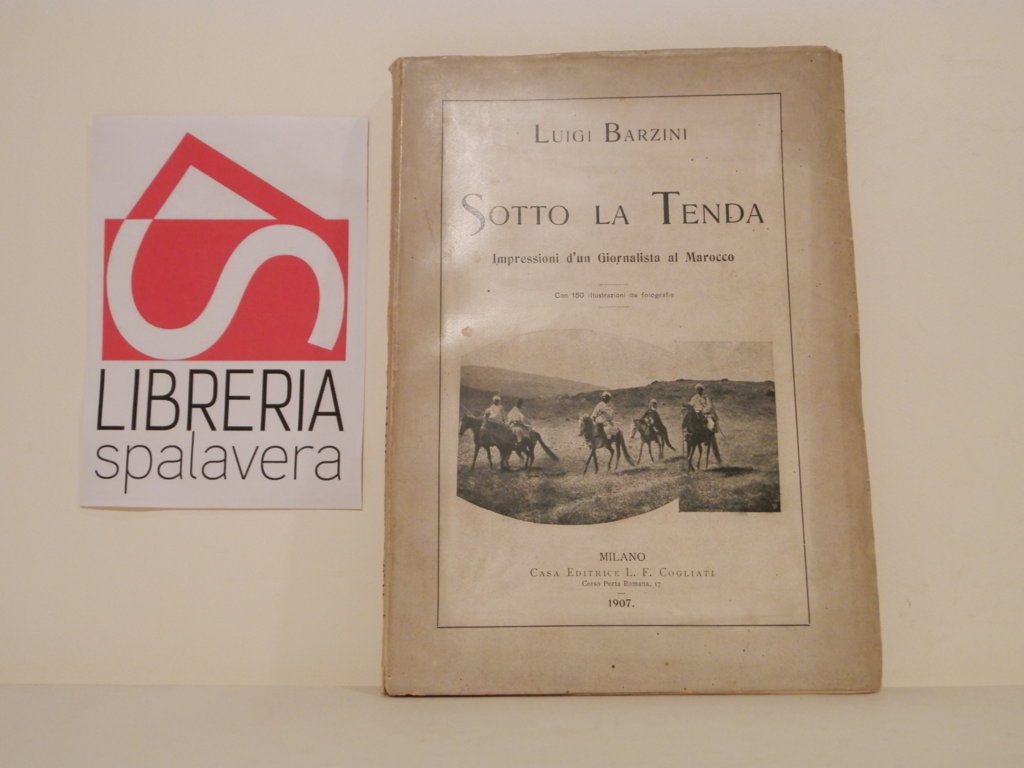 LIBRERIA
spalavera
LUIGI BARZINI
SOTTO LA TENDA
Impressioni d'un Giornalista al Marocco
Con 150 illustrazioni da fotografie
MILANO
CASA EDITRICE L. F. COGLIATI
Corso Porta Romana, 17
1907.